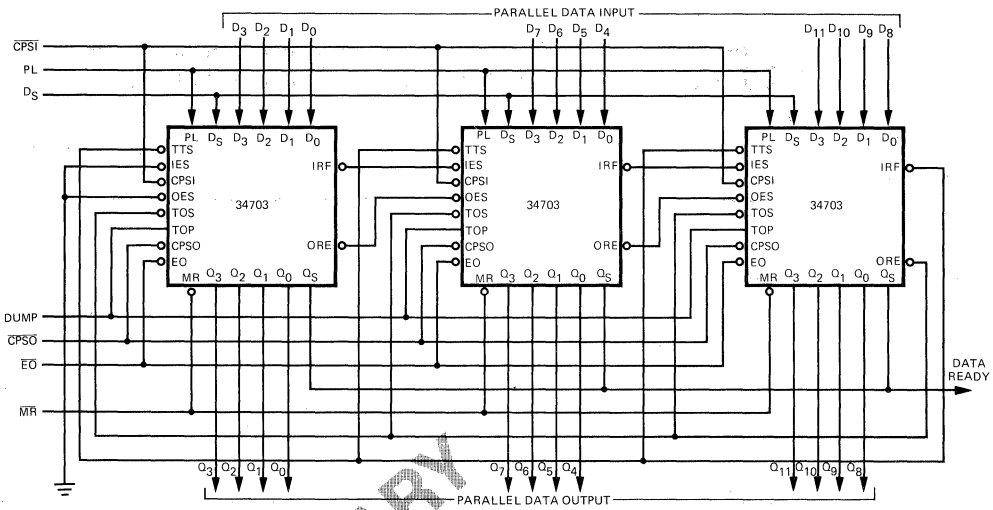 PARALLEL DATA INPUT
D3 D2 D1 D0 D7 D6 D5 D4 D11 D10 D9 D8
CPSI
PL
DS
PL DS D3 D2 D1 D0 PL DS D3 D2 D1 D0 PL DS D3 D2 D1 D0
TTS TTS TTS
IES IRF IES IRF IES IRF
CPSI CPSI CPSI
OES OES OES
TOS 34703 TOS 34703 TOS 34703
TOP TOP TOP
CPSO ORE CPSO ORE CPSO
EO EO EO ORE
MR Q3 Q2 Q1 Q0 QS MR Q3 Q2 Q1 Q0 QS MR Q3 Q2 Q1 Q0 QS
DUMP
CPSO
EO
DATA
READY
MR
Q3 Q2 Q1 Q0 Q7 Q6 Q5 Q4 Q11 Q10 Q9 Q8
PARALLEL DATA OUTPUT